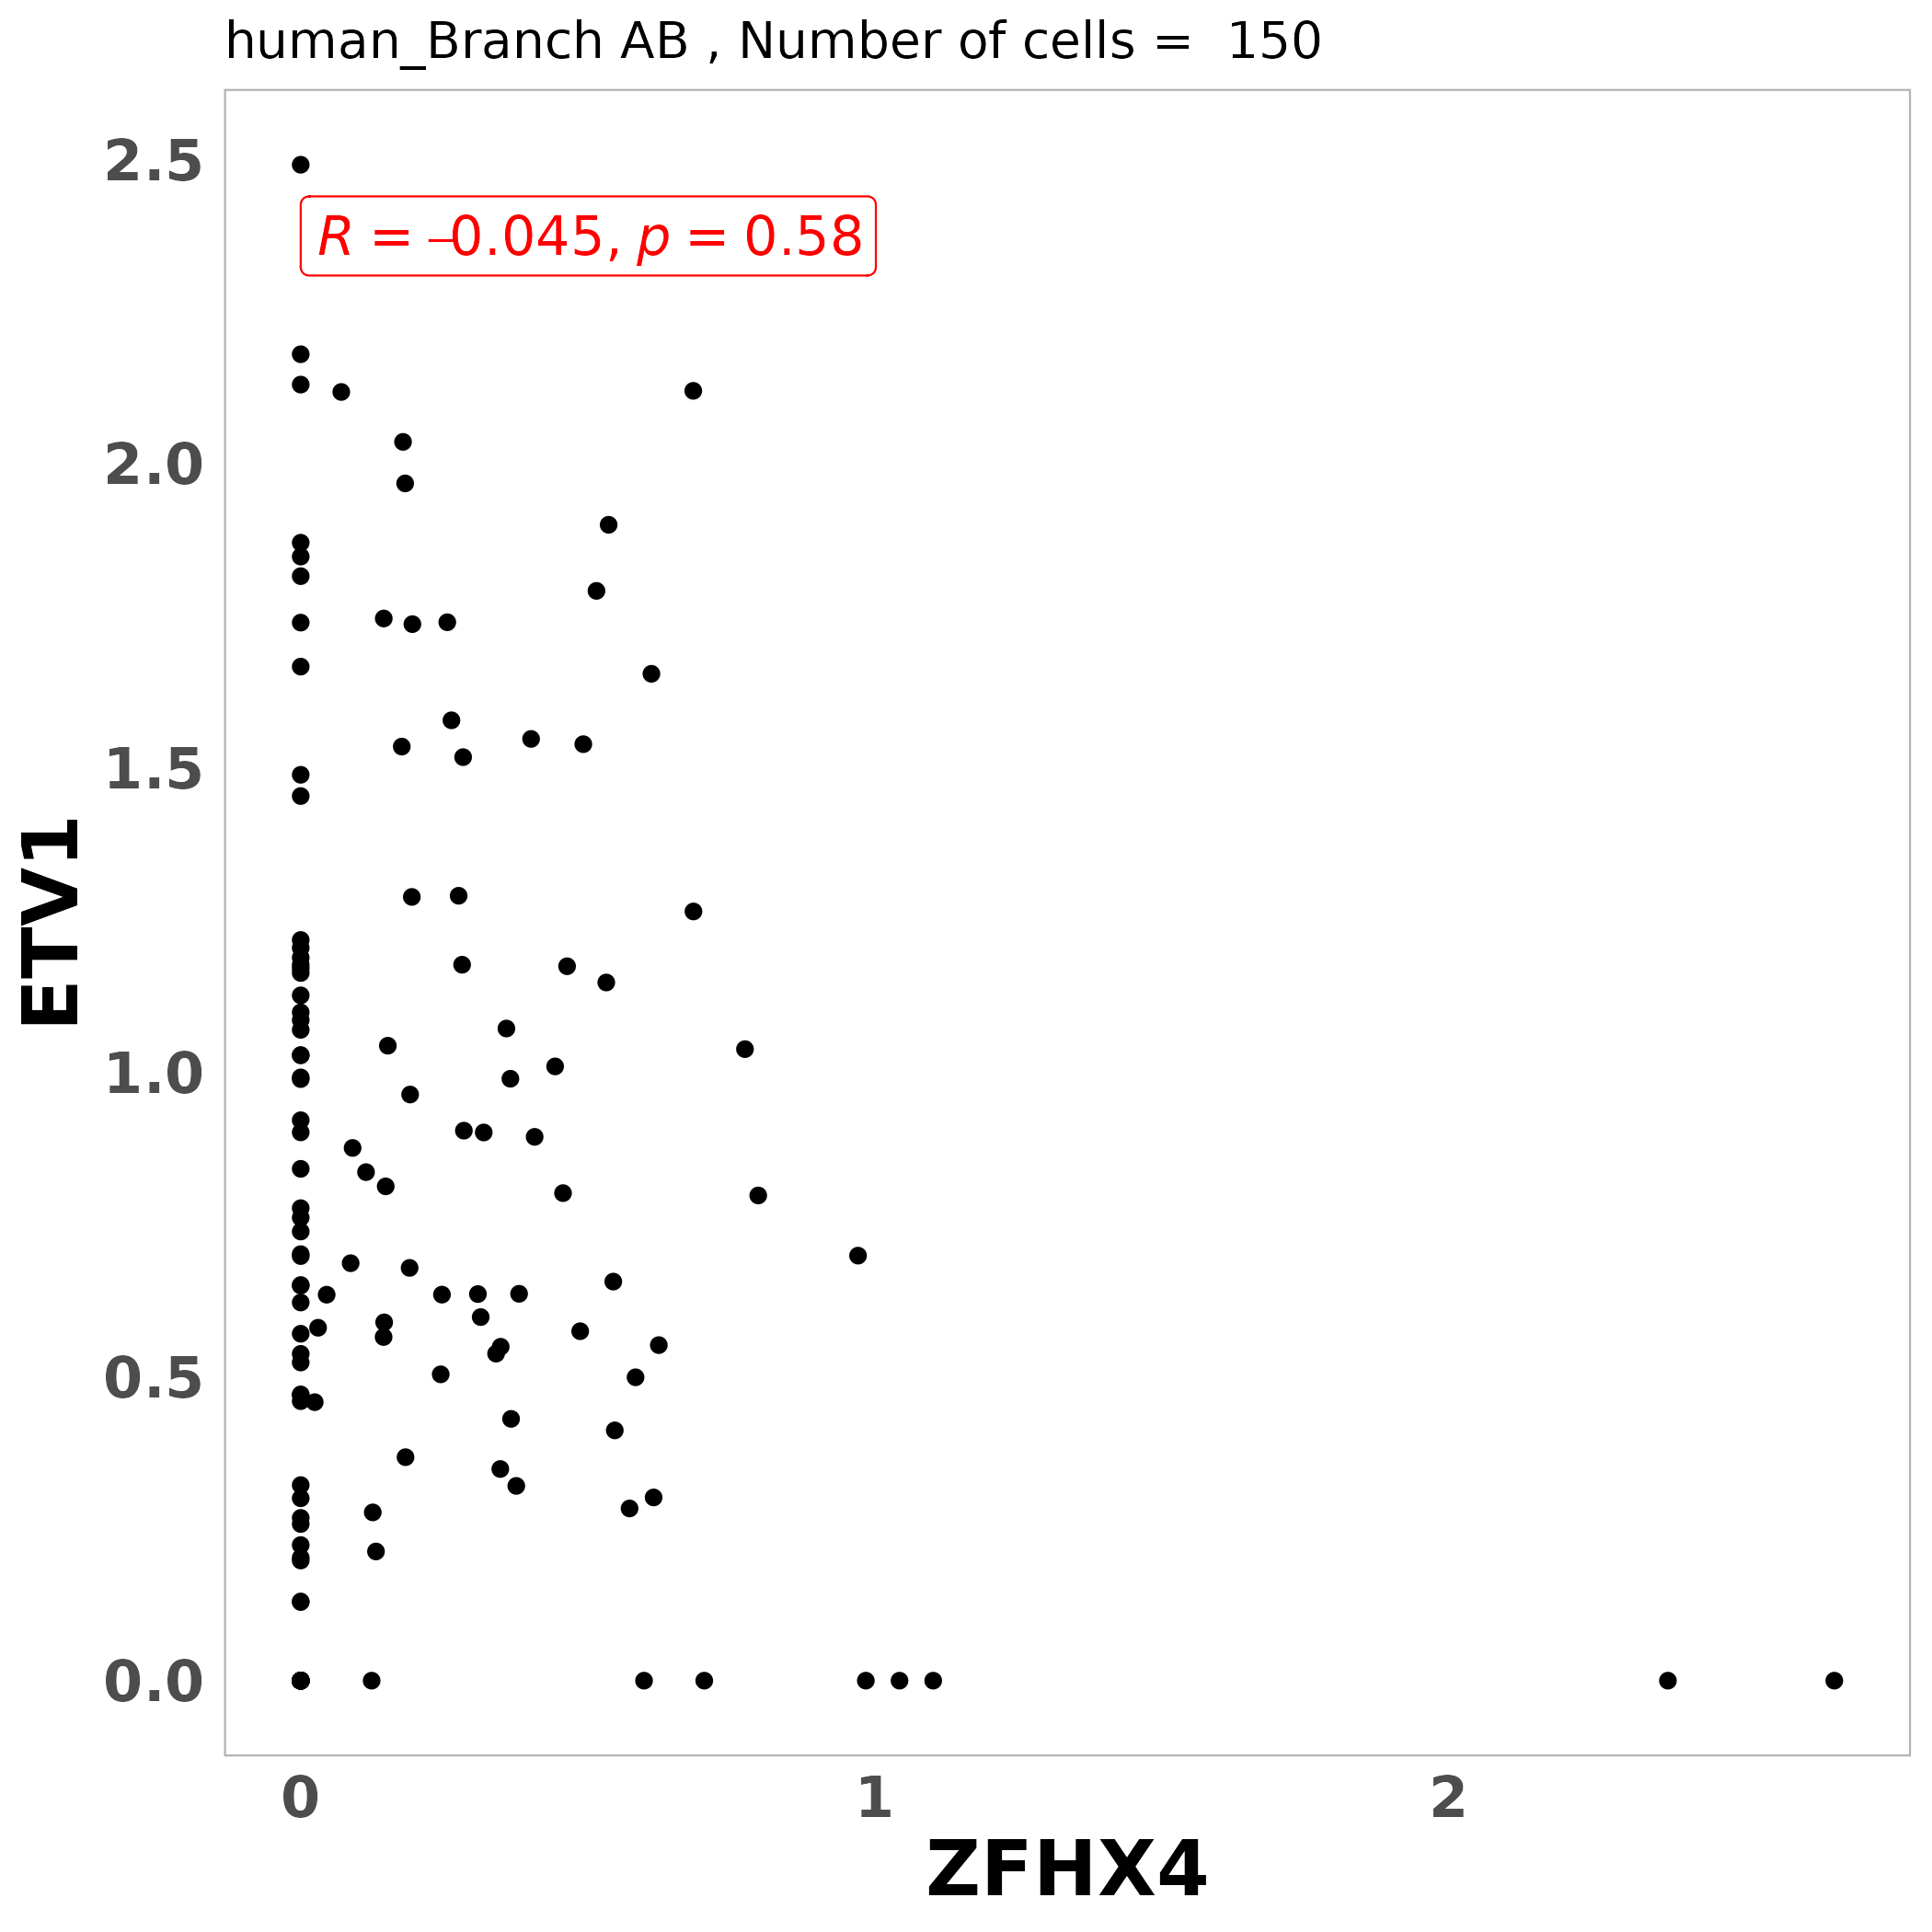 human_Branch AB , Number of cells =  150
2.5
R = –0.045, p = 0.58
2.0
1.5
ETV1
1.0
0.5
0.0
0 1 2
ZFHX4